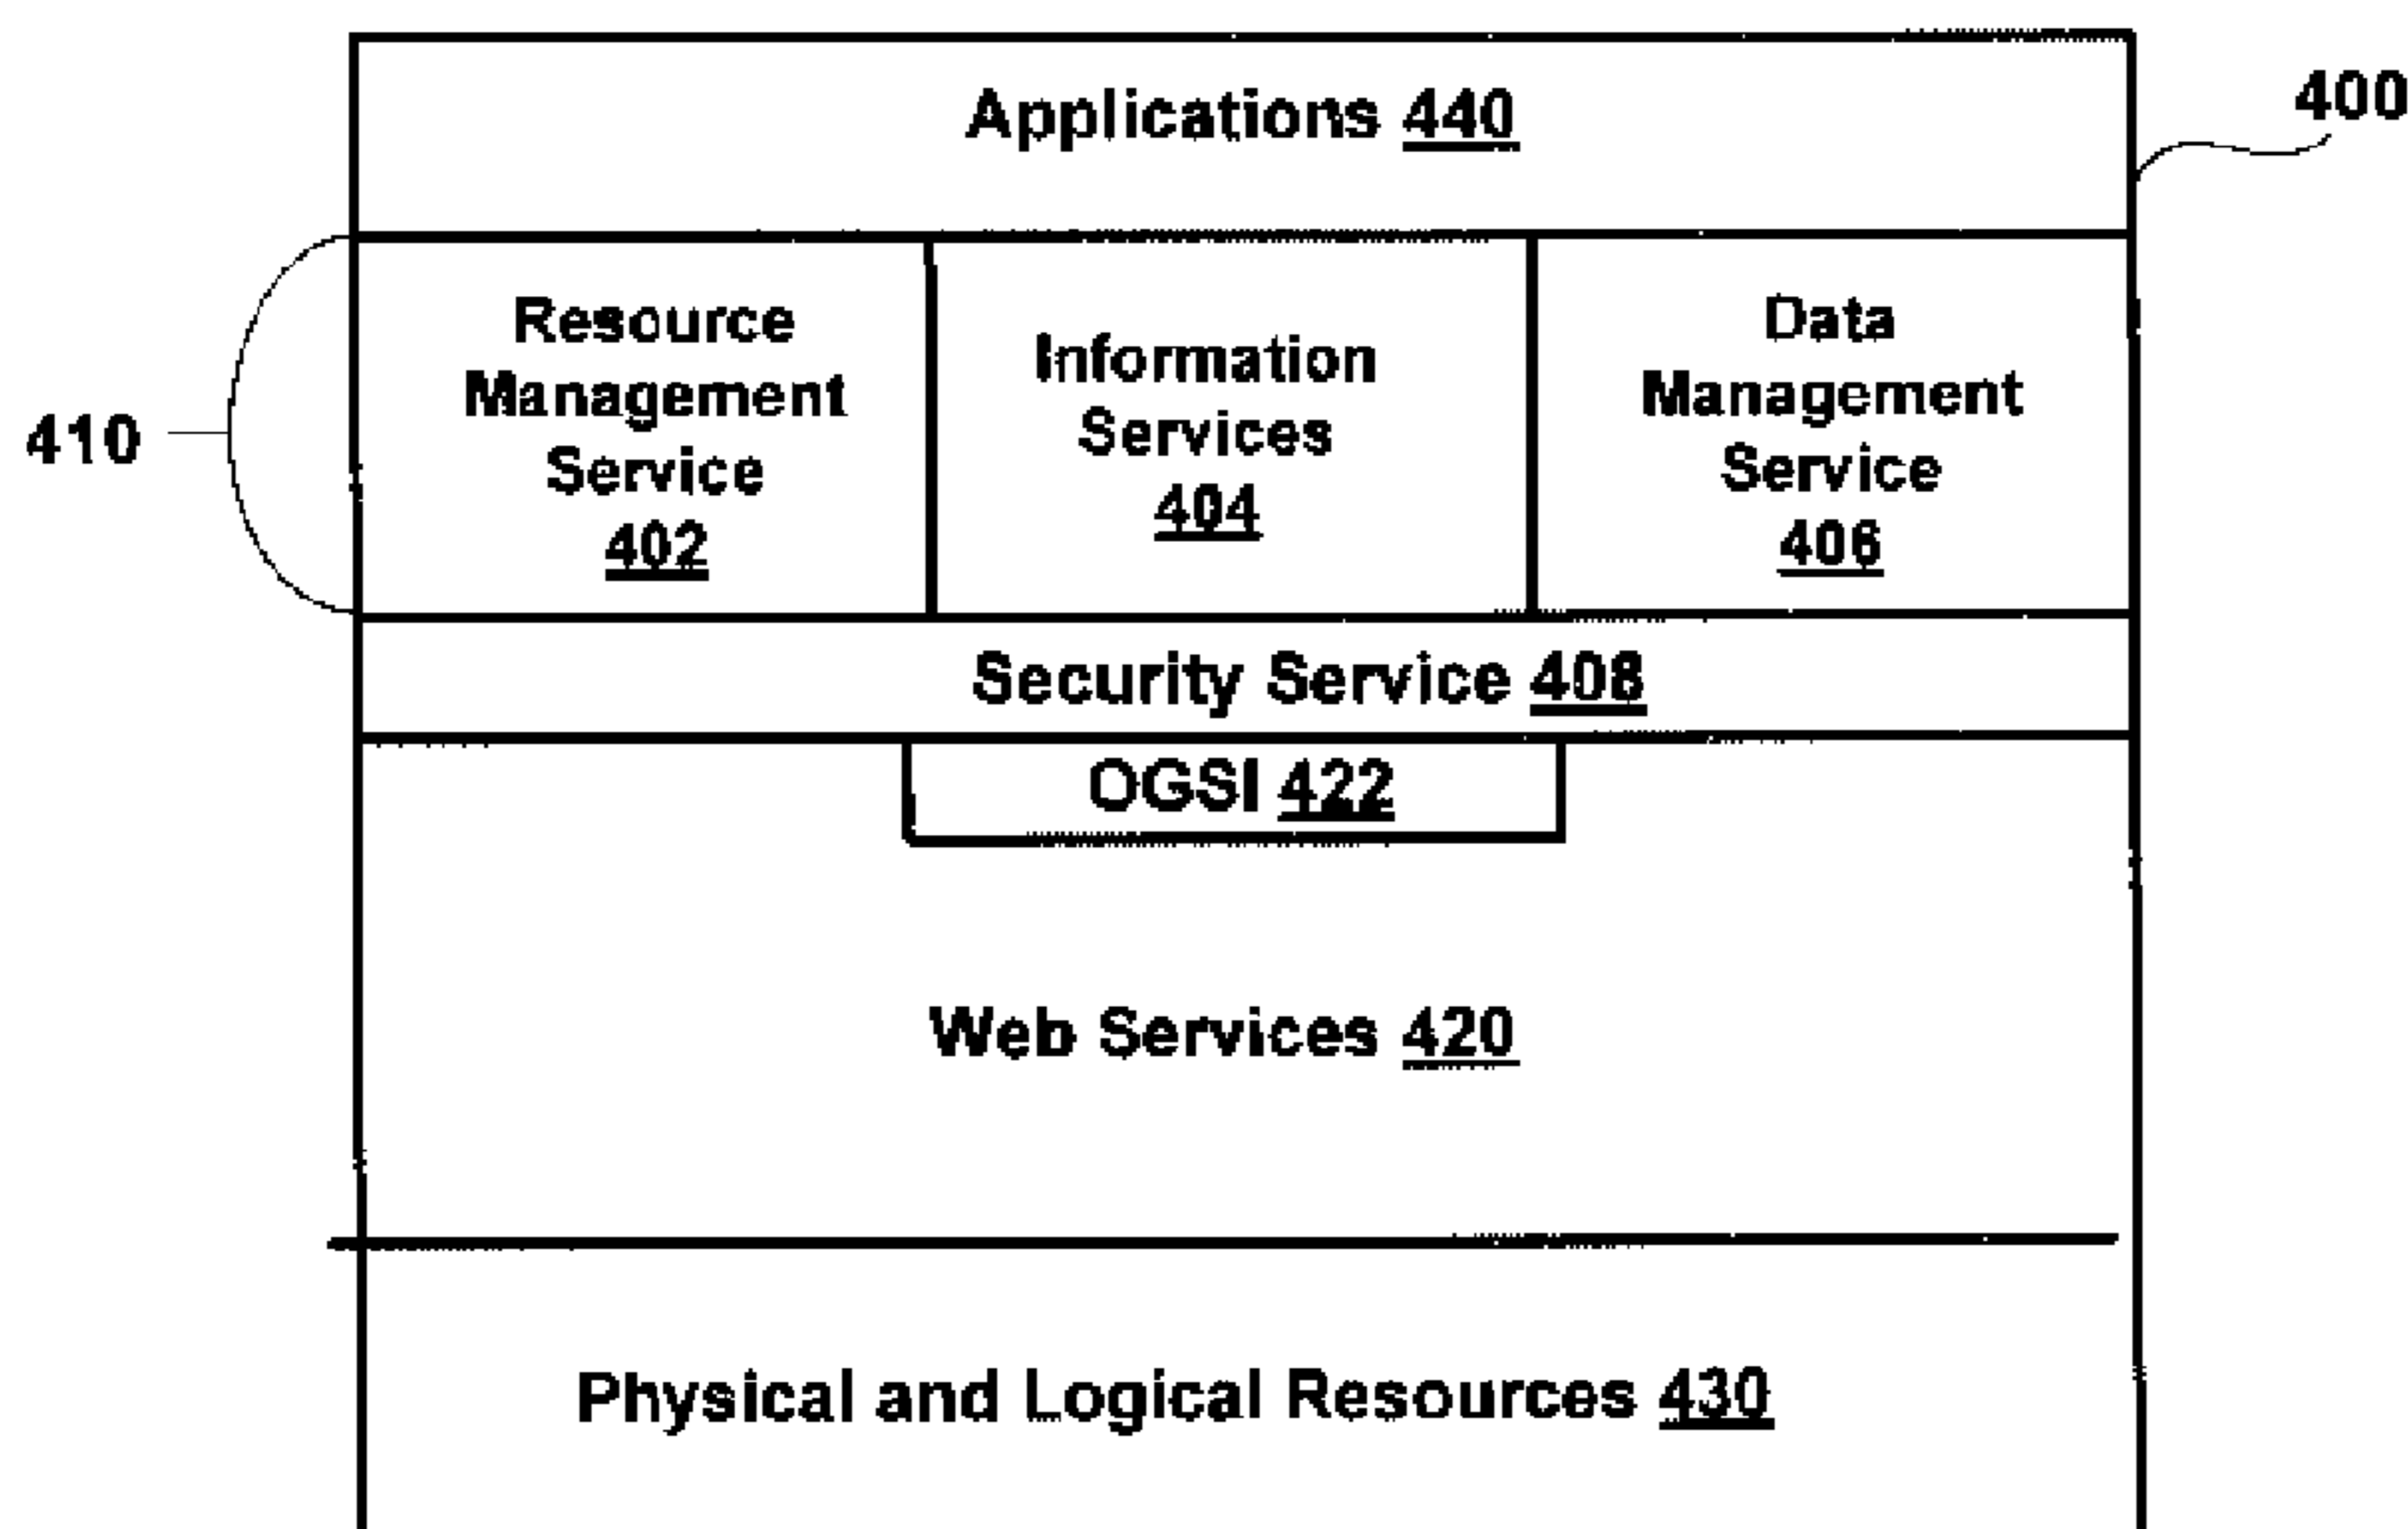 Applications 440
400
Resource
Management
Service
402
Information
Services
404
Data
Management
Service
406
410
Security Service 408
OGSI 422
Web Services 420
Physical and Logical Resources 430